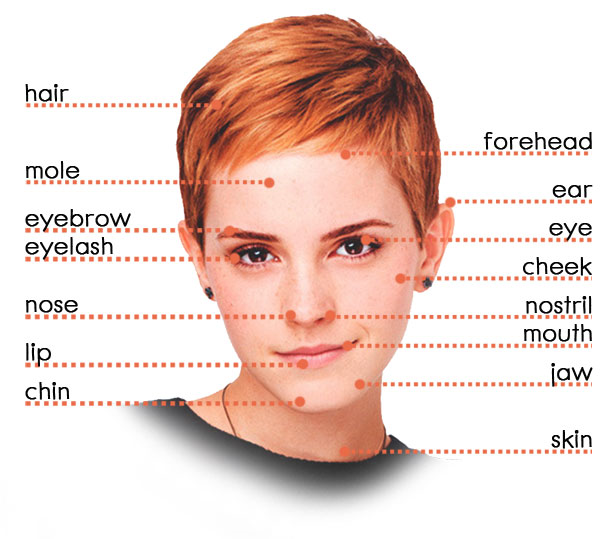 hair
mole
eyebrow
eyelash
nose
lip
chin
forehead
ear
eye
cheek
nostril
mouth
jaw
skin